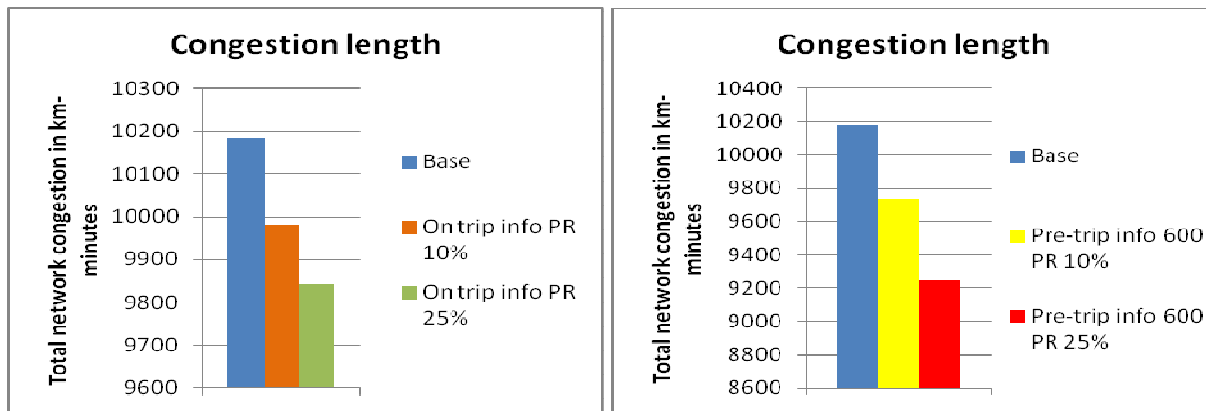 Congestion length
Total network congestion in km-
minutes
10300
10200
10100
10000
9900
9800
9700
9600
Base
On trip info PR
10%
On trip info PR
25%
Congestion length
Total network congestion in km-
minutes
10400
10200
10000
9800
9600
9400
9200
9000
8800
8600
Base
Pre-trip info 600
PR 10%
Pre-trip info 600
PR 25%